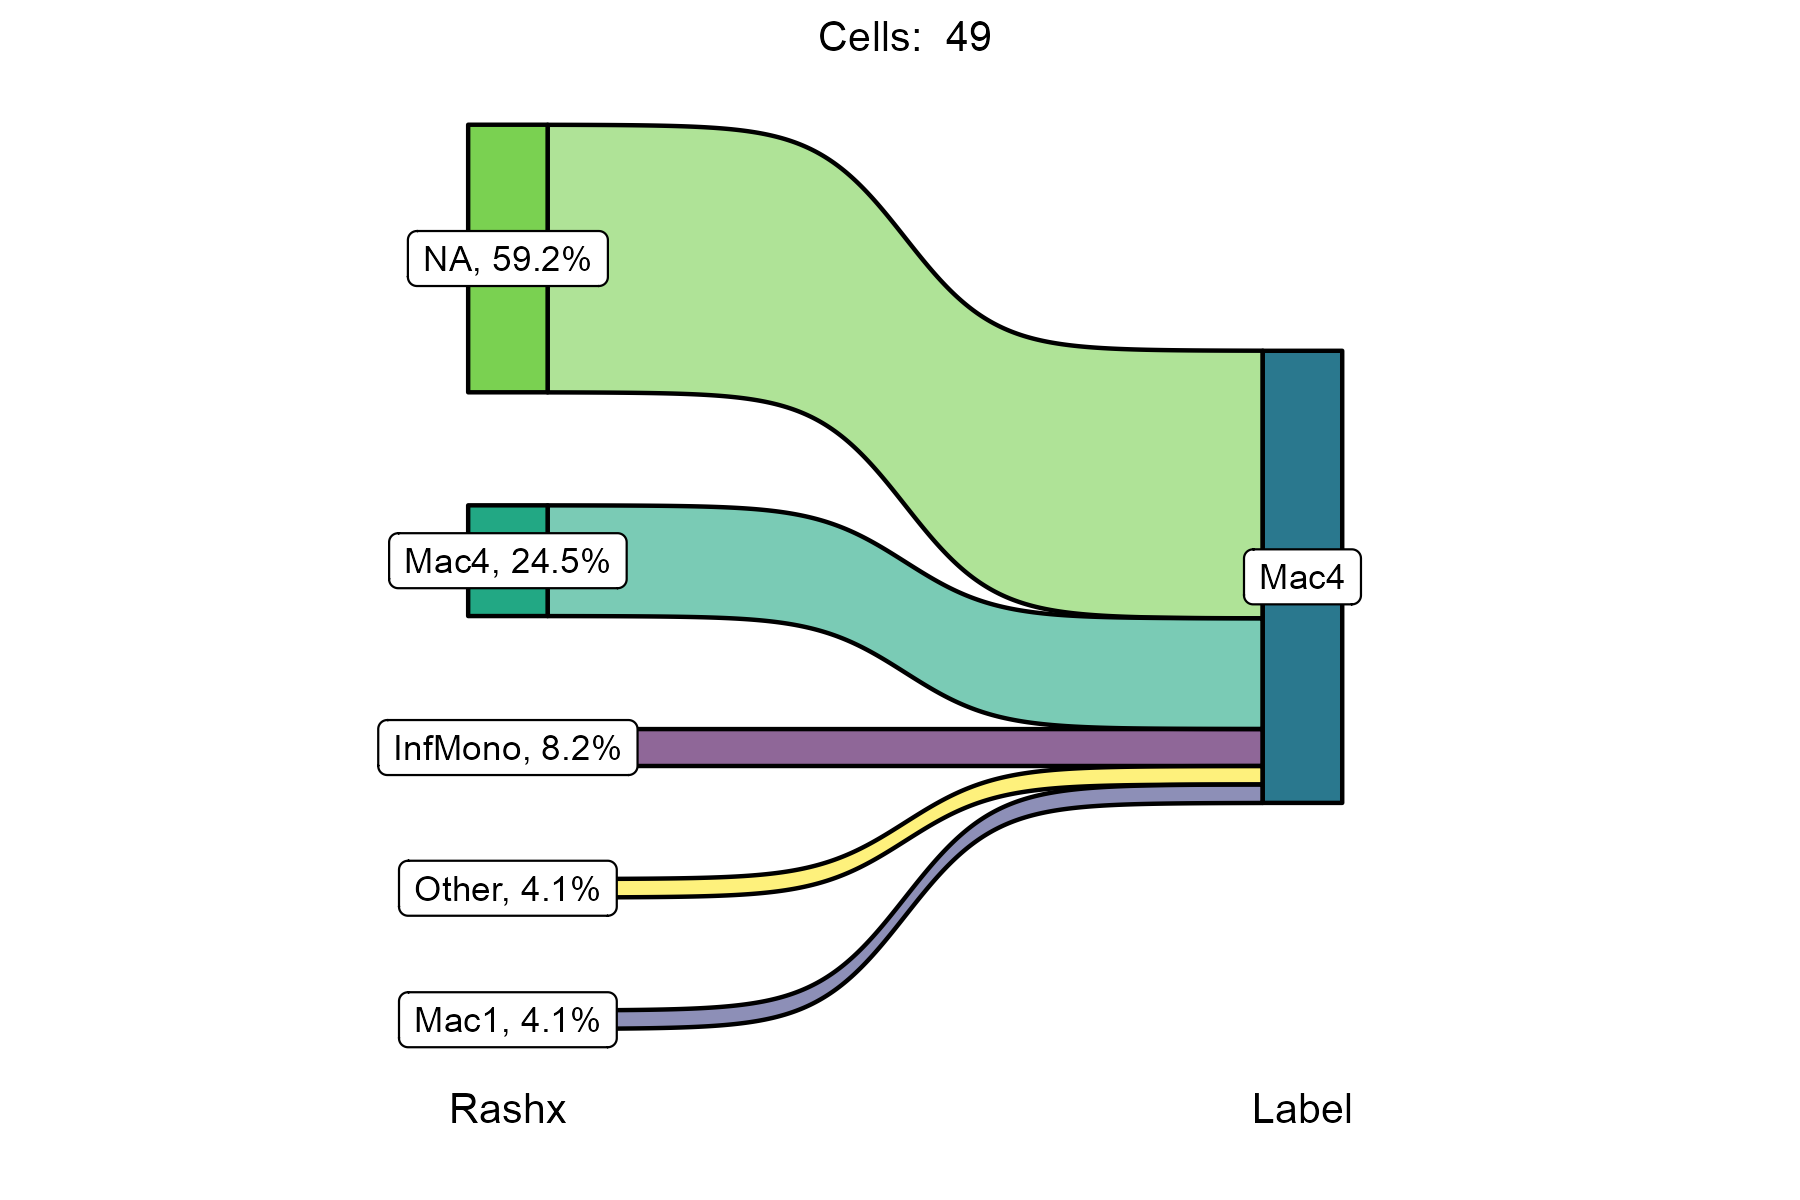 Cells:  49
NA, 59.2%
Mac4, 24.5%
Mac4
InfMono, 8.2%
Other, 4.1%
Mac1, 4.1%
Rashx
Label